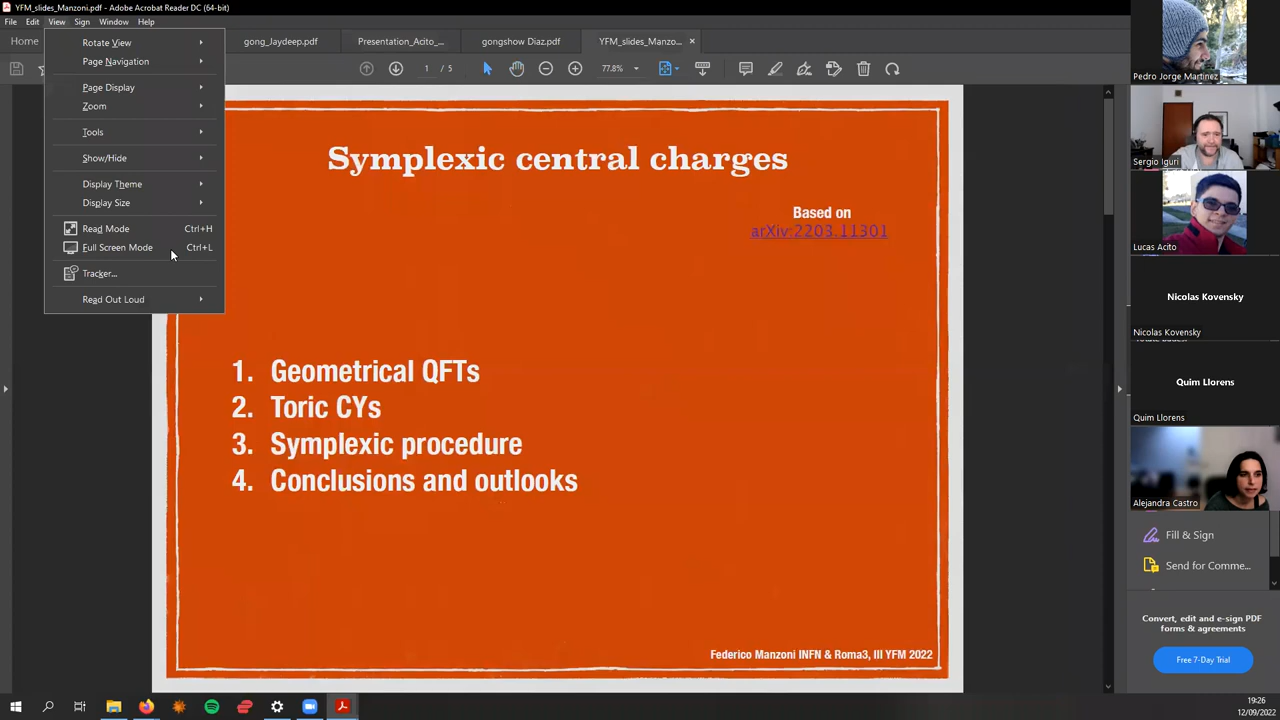 YFM_slides_Manzoni.pdf - Adobe Acrobat Reader DC (64-bit)
File Edit View Sign Window Help
Home
gong_Jaydeep.pdf
Presentation_Acito_...
gongshow Diaz.pdf
YFM_slides_Manzo... ×
1 / 5
77.8%
Rotate View
Page Navigation
Page Display
Zoom
Tools
Show/Hide
Display Theme
Display Size
Read Mode Ctrl+H
Full Screen Mode Ctrl+L
Tracker...
Read Out Loud
Symplexic central charges
Based on
arXiv:2203.11301
1. Geometrical QFTs
2. Toric CYs
3. Symplexic procedure
4. Conclusions and outlooks
Federico Manzoni INFN & Roma3, III YFM 2022
Pedro Jorge Martinez
Sergio Iguri
Lucas Acito
Nicolas Kovensky
Nicolas Kovensky
Quim Llorens
Quim Llorens
Alejandra Castro
Fill & Sign
Send for Comme...
Convert, edit and e-sign PDF
forms & agreements
Free 7-Day Trial
19:26
12/09/2022